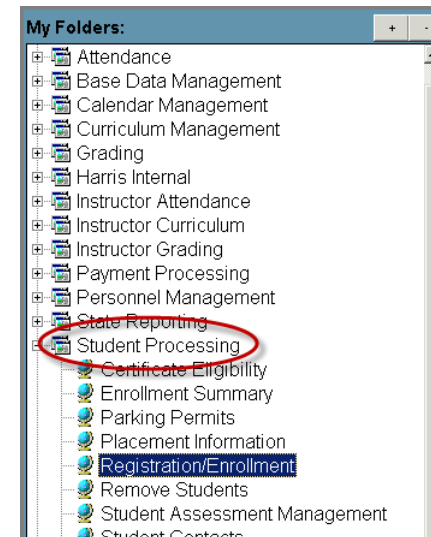 My Folders:
+ -
Attendance
Base Data Management
Calendar Management
Curriculum Management
Grading
Harris Internal
Instructor Attendance
Instructor Curriculum
Instructor Grading
Payment Processing
Personnel Management
State Reporting
Student Processing
Certificate Eligibility
Enrollment Summary
Parking Permits
Placement Information
Registration/Enrollment
Remove Students
Student Assessment Management
Student Contacts